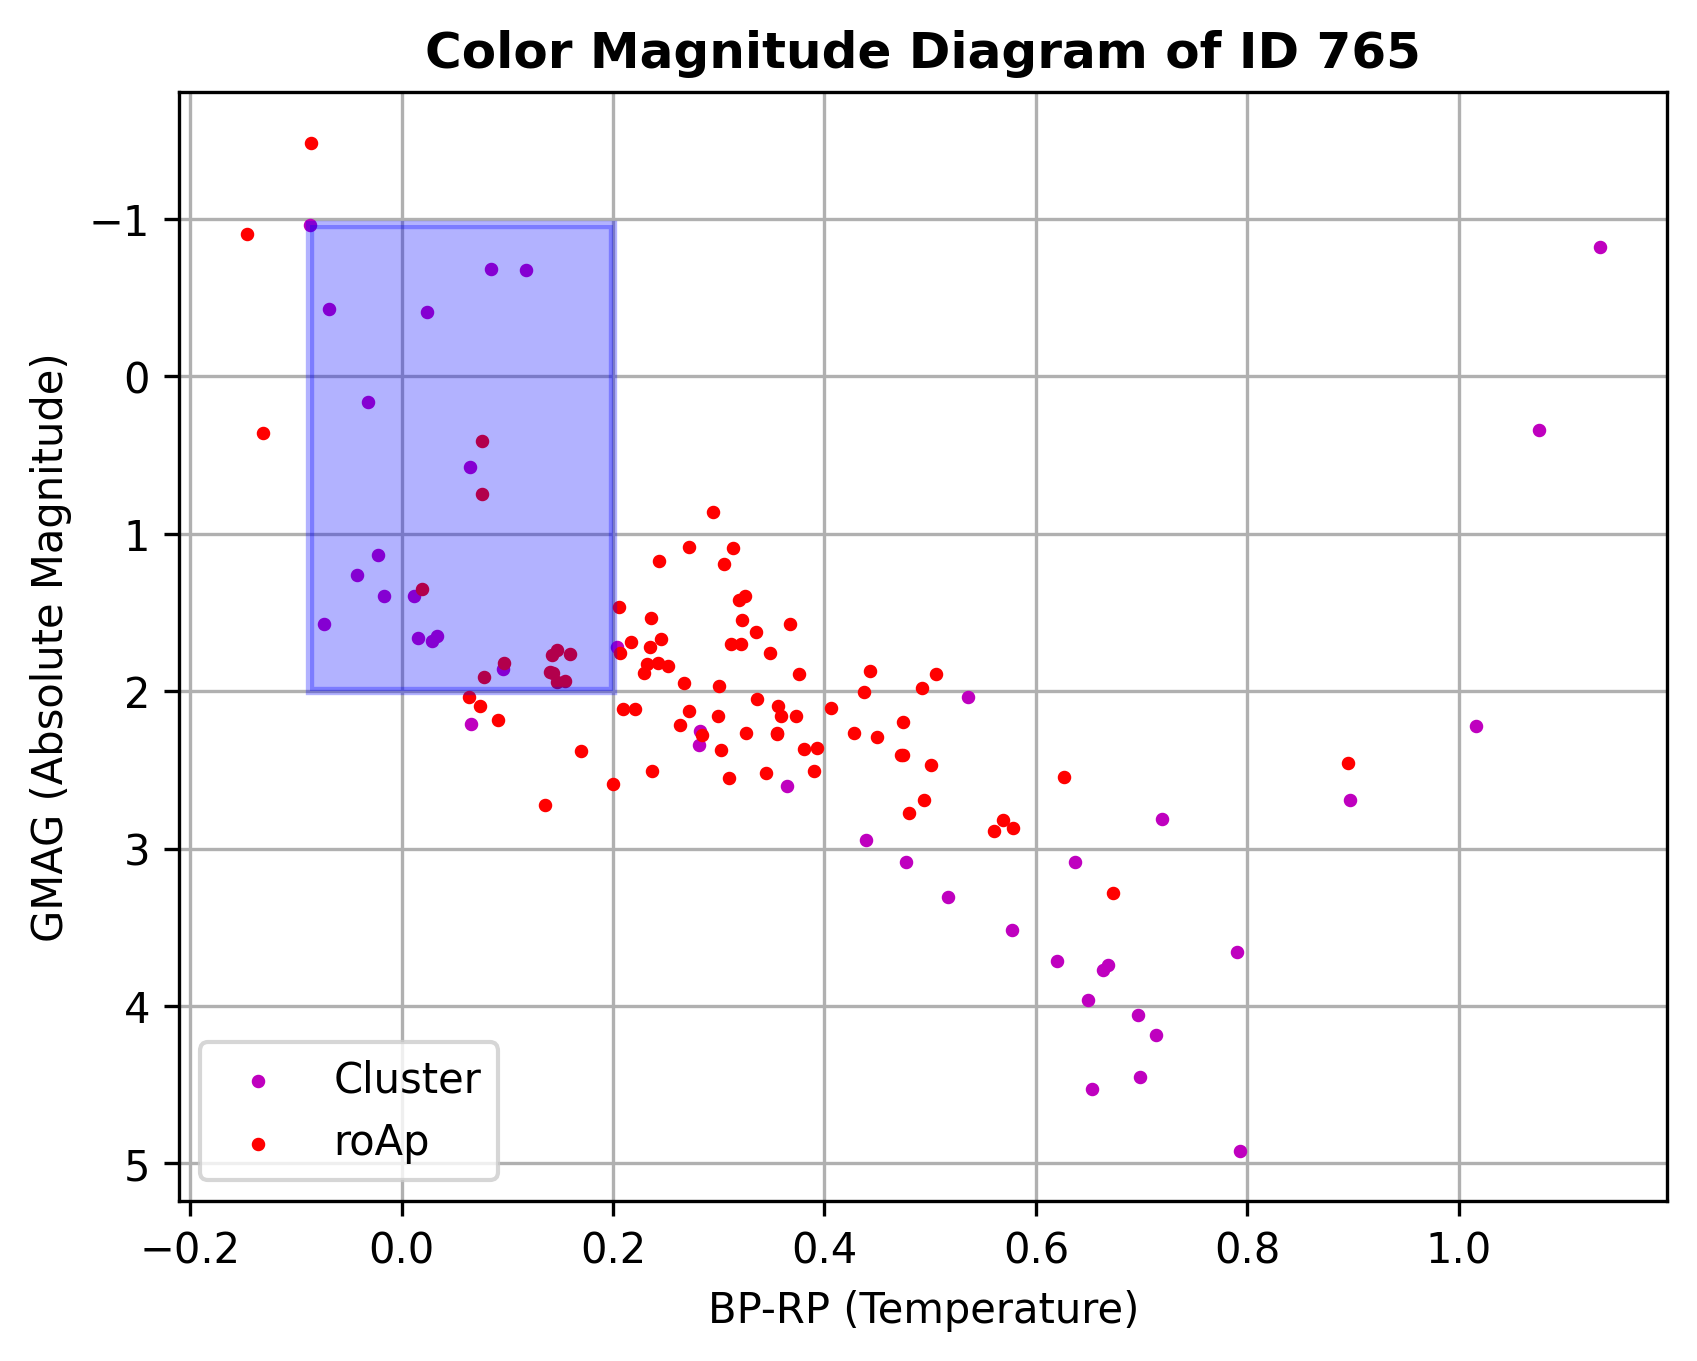 Color Magnitude Diagram of ID 765
GMAG (Absolute Magnitude)
−1
0
1
2
3
4
5
Cluster
roAp
−0.2 0.0 0.2 0.4 0.6 0.8 1.0
BP-RP (Temperature)